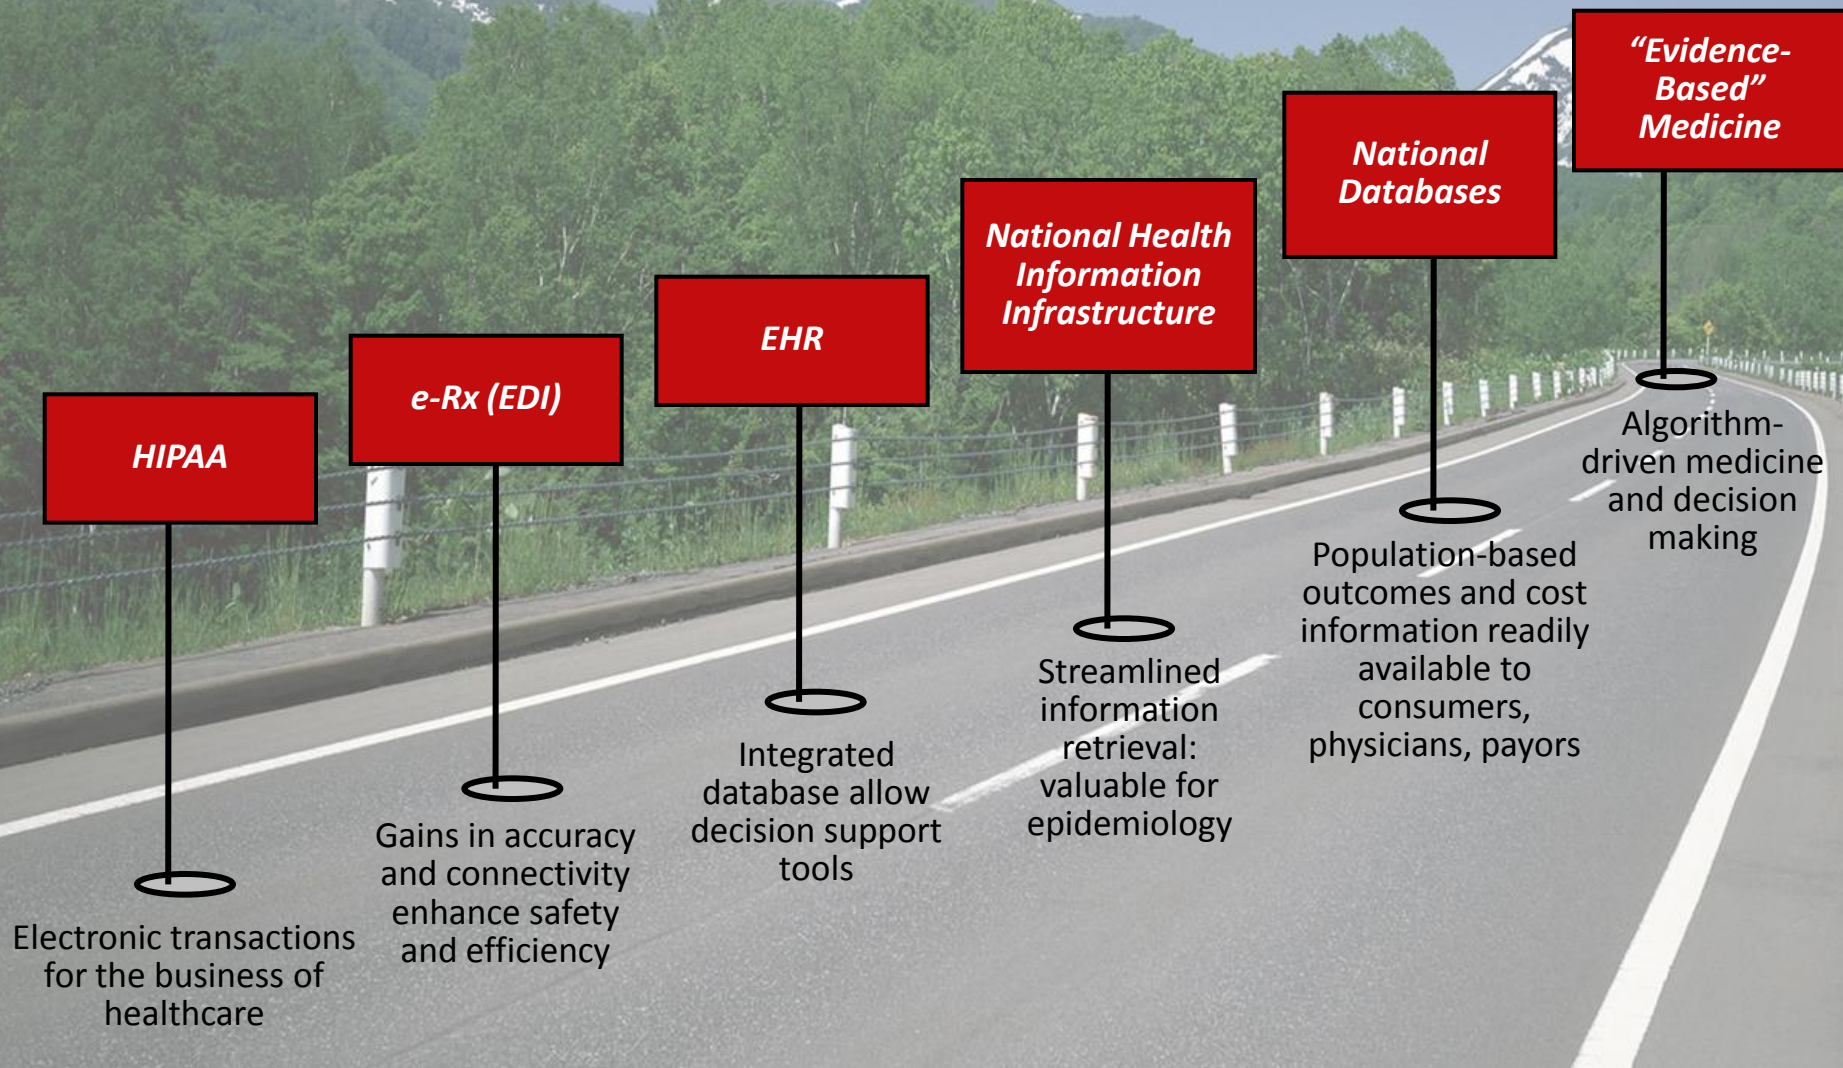 HIPAA
Electronic transactions
for the business of
healthcare
e-Rx (EDI)
Gains in accuracy
and connectivity
enhance safety
and efficiency
EHR
Integrated
database allow
decision support
tools
National Health
Information
Infrastructure
Streamlined
information
retrieval:
valuable for
epidemiology
National
Databases
Population-based
outcomes and cost
information readily
available to
consumers,
physicians, payors
“Evidence-
Based”
Medicine
Algorithm-
driven medicine
and decision
making